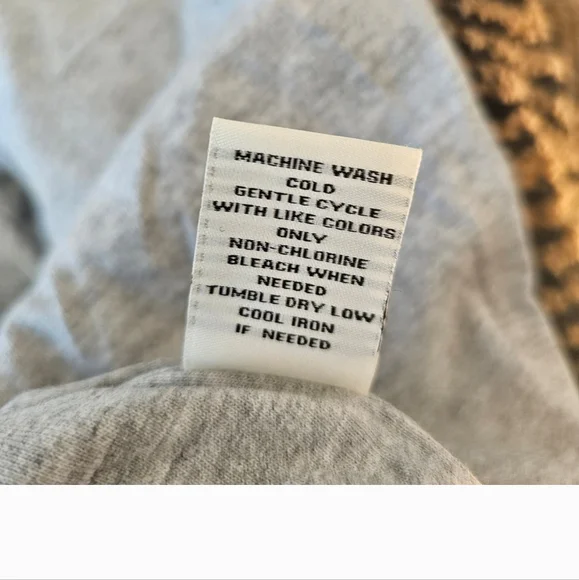 MACHINE WASH
COLD
GENTLE CYCLE
WITH LIKE COLORS
ONLY
NON-CHLORINE
BLEACH WHEN
NEEDED
TUMBLE DRY LOW
COOL IRON
IF NEEDED